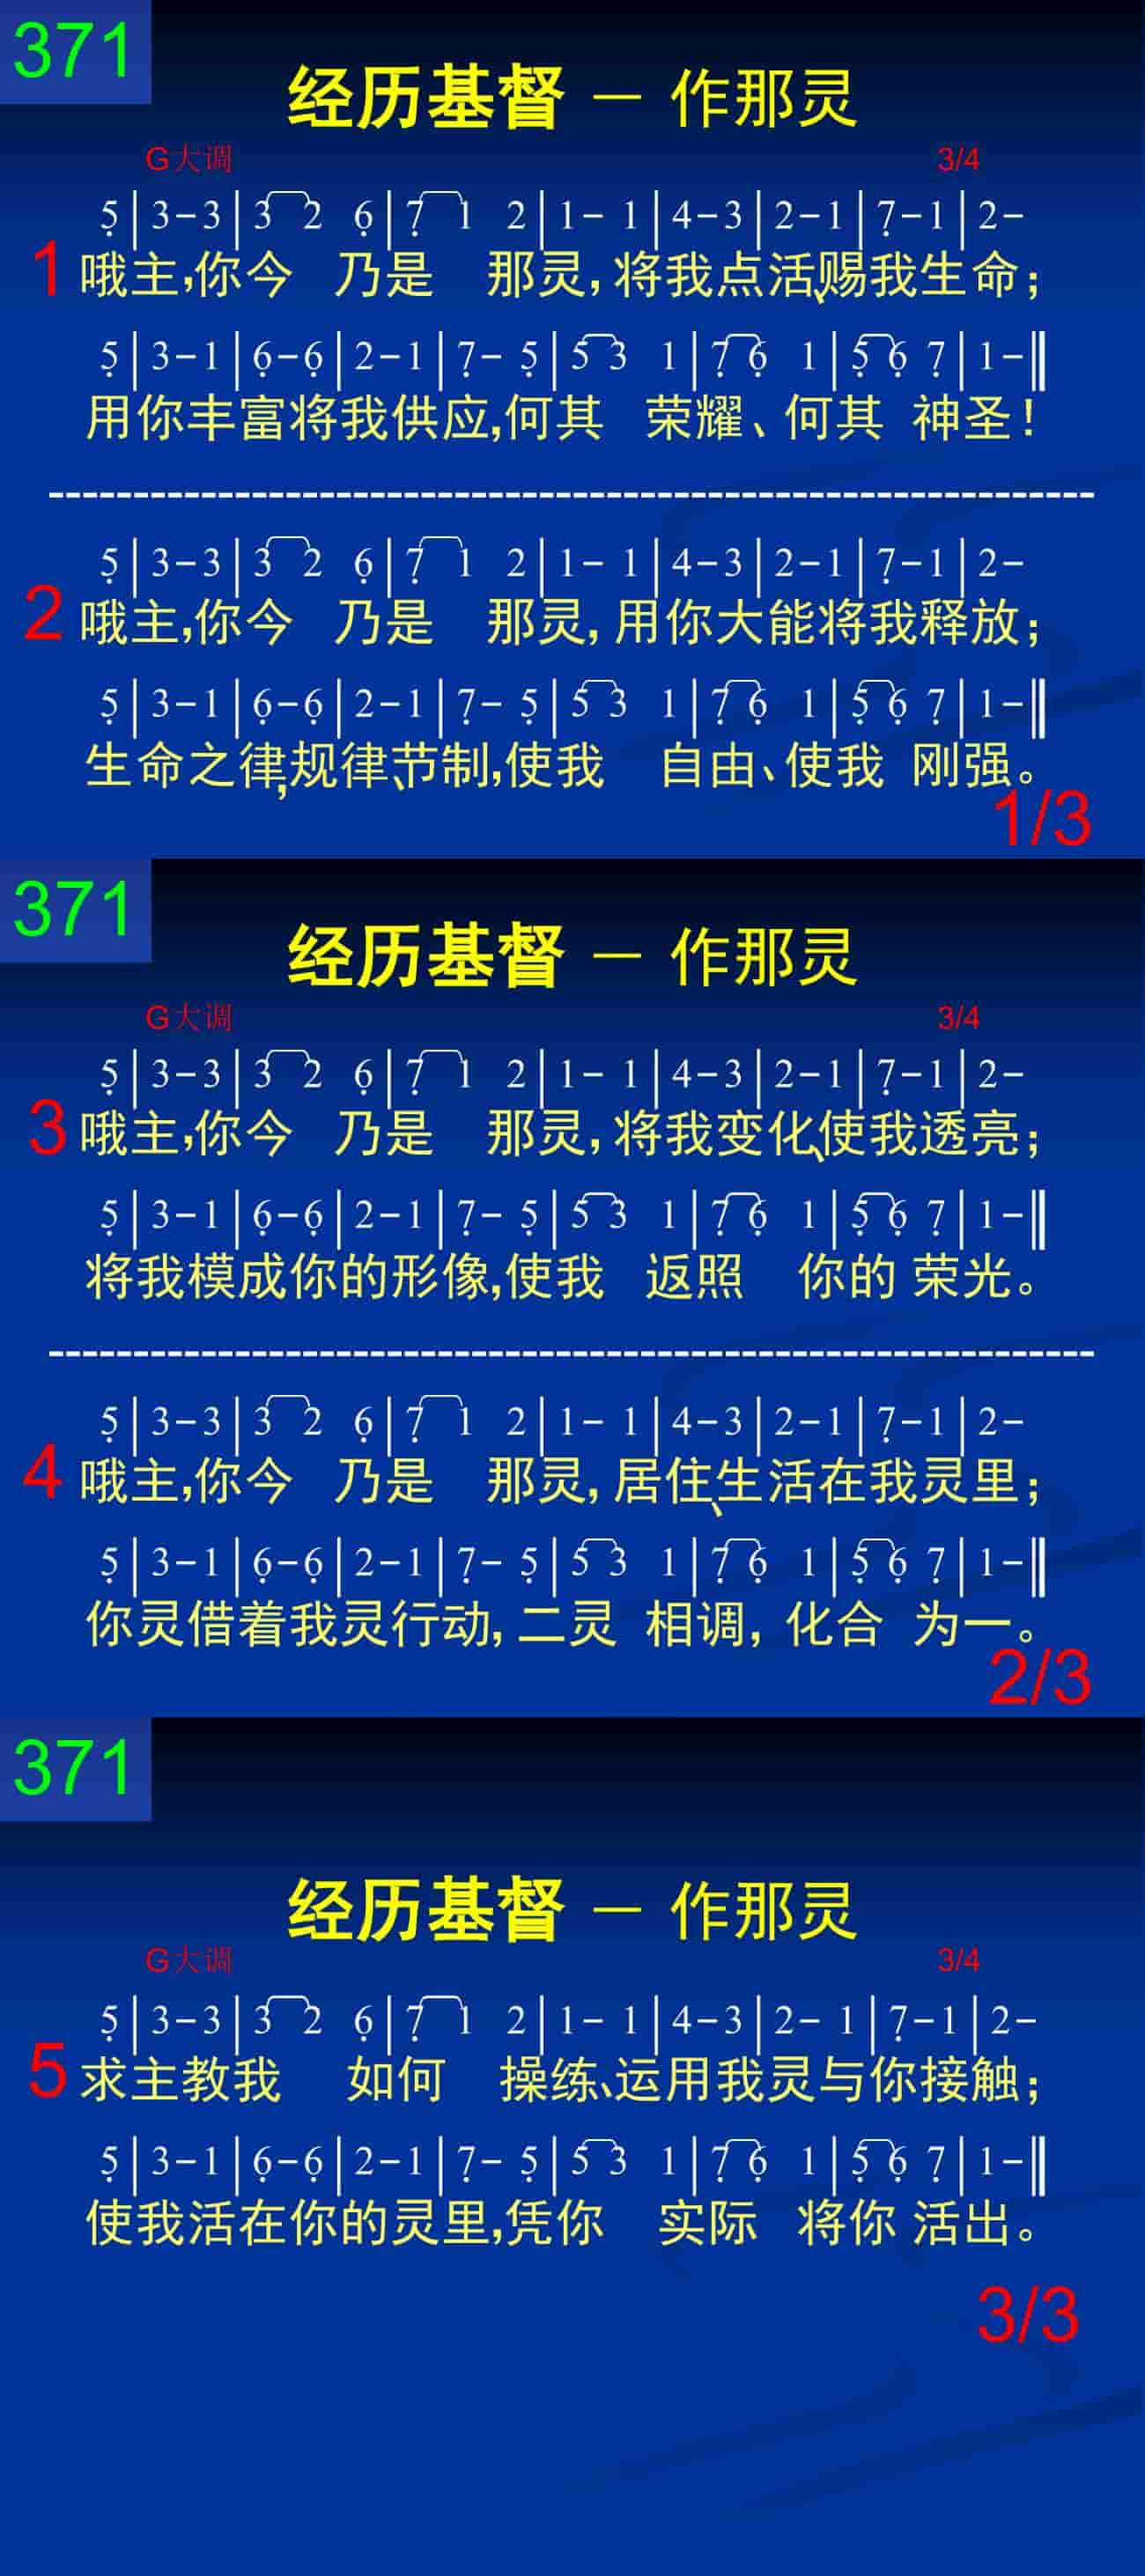 371
经历基督 — 作那灵
G大调 3/4
5̣|3-3|3 2 6̣|7̣ 1 2|1- 1|4-3|2-1|7̣-1|2-
1 哦主,你今 乃是 那灵,将我点活、赐我生命；
5̣|3-1|6̣-6̣|2-1|7̣- 5̣|5 3 1|7̣ 6̣ 1|5̣ 6̣ 7̣|1-‖
用你丰富将我供应,何其 荣耀、何其 神圣！
5̣|3-3|3 2 6̣|7̣ 1 2|1- 1|4-3|2-1|7̣-1|2-
2 哦主,你今 乃是 那灵,用你大能将我释放；
5̣|3-1|6̣-6̣|2-1|7̣- 5̣|5 3 1|7̣ 6̣ 1|5̣ 6̣ 7̣|1-‖
生命之律,规律、节制,使我 自由、使我 刚强。
1/3
371
经历基督 — 作那灵
G大调 3/4
5̣|3-3|3 2 6̣|7̣ 1 2|1- 1|4-3|2-1|7̣-1|2-
3 哦主,你今 乃是 那灵,将我变化、使我透亮；
5̣|3-1|6̣-6̣|2-1|7̣- 5̣|5 3 1|7̣ 6̣ 1|5̣ 6̣ 7̣|1-‖
将我模成你的形像,使我 返照 你的 荣光。
5̣|3-3|3 2 6̣|7̣ 1 2|1- 1|4-3|2-1|7̣-1|2-
4 哦主,你今 乃是 那灵,居住、生活在我灵里；
5̣|3-1|6̣-6̣|2-1|7̣- 5̣|5 3 1|7̣ 6̣ 1|5̣ 6̣ 7̣|1-‖
你灵借着我灵行动,二灵 相调,化合 为一。
2/3
371
经历基督 — 作那灵
G大调 3/4
5̣|3-3|3 2 6̣|7̣ 1 2|1- 1|4-3|2- 1|7̣-1|2-
5 求主教我 如何 操练、运用我灵与你接触；
5̣|3-1|6̣-6̣|2-1|7̣- 5̣|5 3 1|7̣ 6̣ 1|5̣ 6̣ 7̣|1-‖
使我活在你的灵里,凭你 实际 将你 活出。
3/3